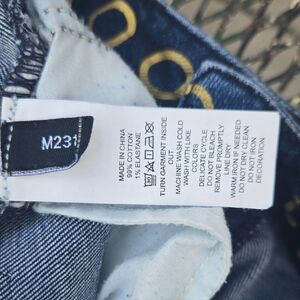 M231
MADE IN CHINA
99% COTTON
1% ELASTANE
TURN GARMENT INSIDE
OUT
MACHINE WASH COLD
WASH WITH LIKE
COLORS
DELICATE CYCLE
DO NOT BLEACH
REMOVE PROMPTLY
LINE DRY
WARM IRON IF NEEDED
DO NOT DRY CLEAN
DO NOT IRON
DECORATION